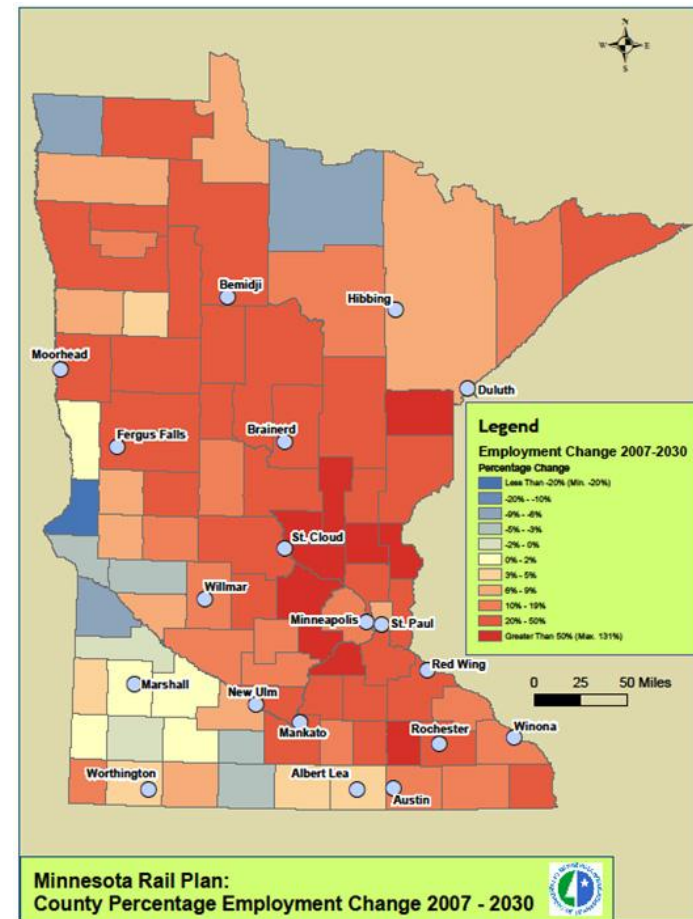 N
W E
S
Bemidji
Hibbing
Moorhead
Duluth
Fergus Falls
Brainerd
Legend
Employment Change 2007-2030
Percentage Change
Less Than -20% (Min. -20%)
-20% - -10%
-9% - -6%
-5% - -3%
-2% - 0%
0% - 2%
3% - 5%
6% - 9%
10% - 19%
20% - 50%
Greater Than 50% (Max. 131%)
St. Cloud
Willmar
Minneapolis
St. Paul
Red Wing
Marshall
New Ulm
0 25 50 Miles
Mankato
Rochester
Winona
Worthington
Albert Lea
Austin
Minnesota Rail Plan:
County Percentage Employment Change 2007 - 2030